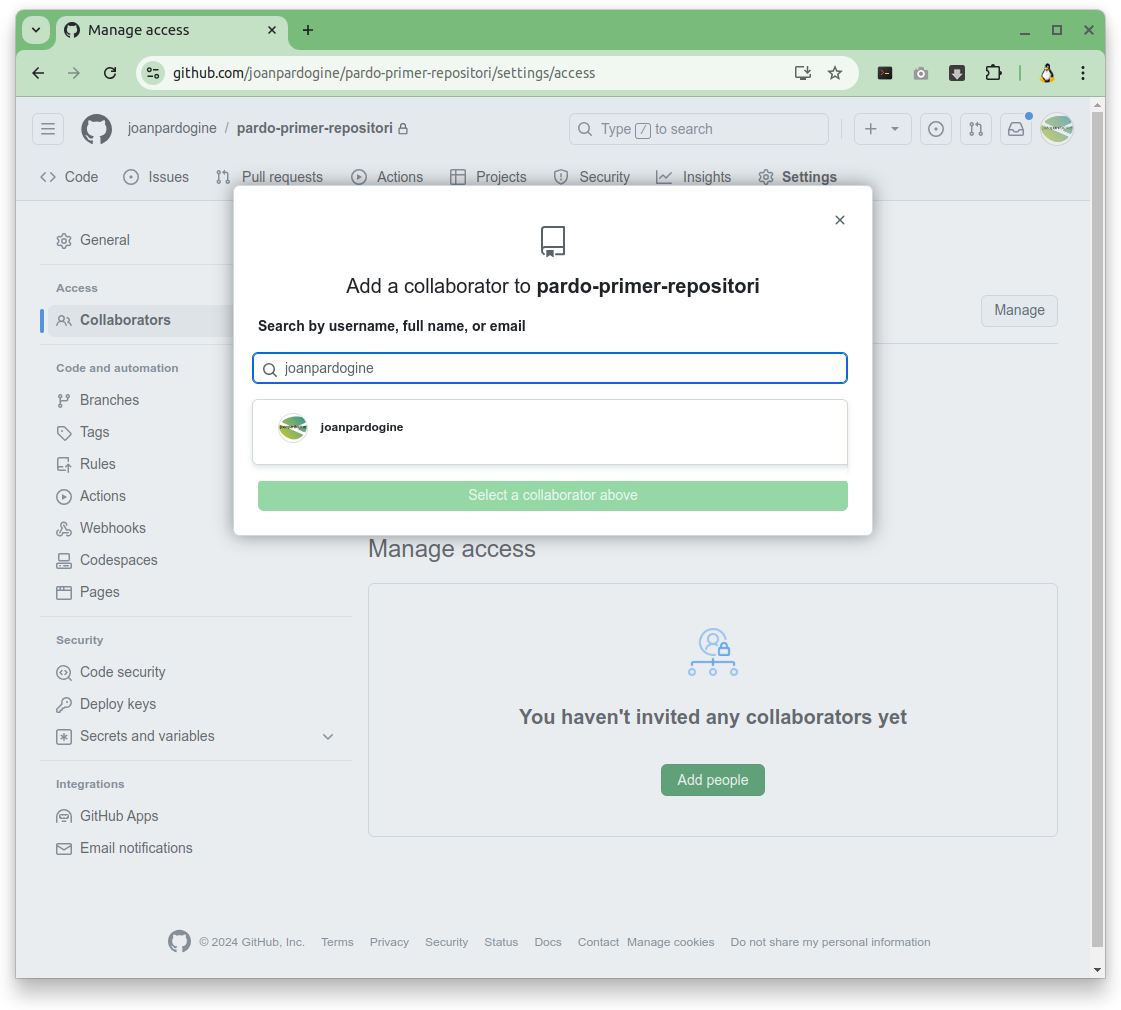 Manage access
github.com/joanpardogine/pardo-primer-repositori/settings/access
joanpardogine / pardo-primer-repositori
Type / to search
Code Issues Pull requests Actions Projects Security Insights Settings
General
Access
Collaborators
Code and automation
Branches
Tags
Rules
Actions
Webhooks
Codespaces
Pages
Security
Code security
Deploy keys
Secrets and variables
Integrations
GitHub Apps
Email notifications
Manage
Add a collaborator to pardo-primer-repositori
Search by username, full name, or email
joanpardogine
joanpardogine
Select a collaborator above
Manage access
You haven't invited any collaborators yet
Add people
© 2024 GitHub, Inc. Terms Privacy Security Status Docs Contact Manage cookies Do not share my personal information